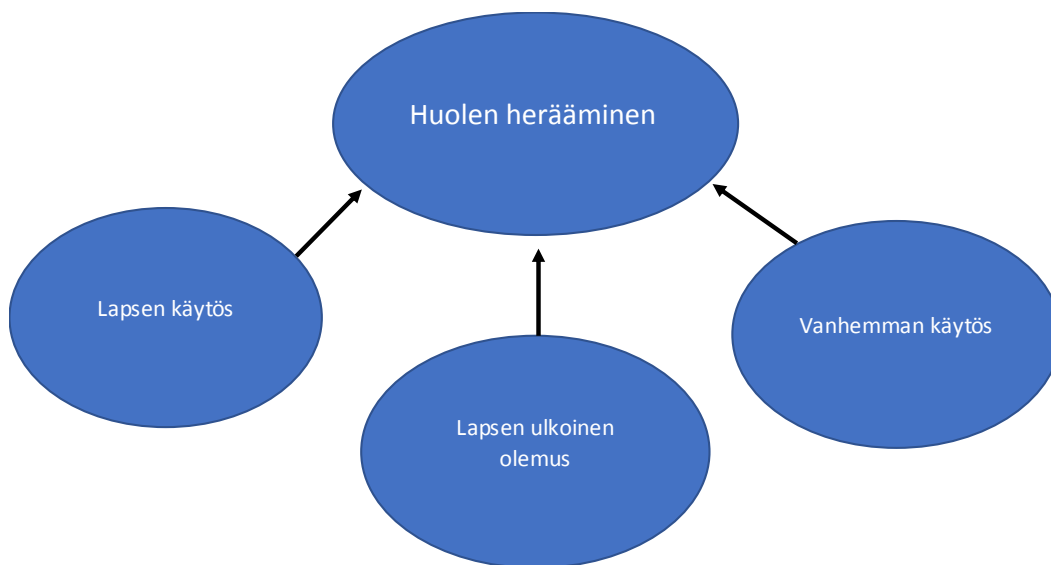 Huolen herääminen
Lapsen käytös
Vanhemman käytös
Lapsen ulkoinen
olemus